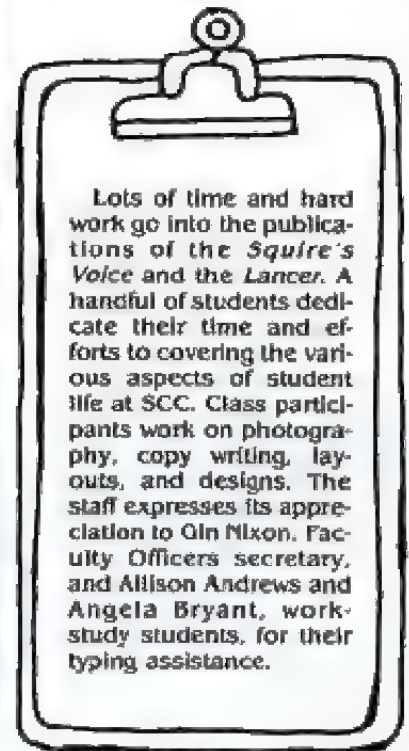 Lots of time and hard
work go into the publica-
tions of the Squire's
Voice and the Lancer. A
handful of students dedi-
cate their time and ef-
forts to covering the vari-
ous aspects of student
life at SCC. Class partici-
pants work on photogra-
phy, copy writing, lay-
outs, and designs. The
staff expresses its appre-
ciation to Gin Nixon, Fac-
ulty Officers secretary,
and Allison Andrews and
Angela Bryant, work-
study students, for their
typing assistance.